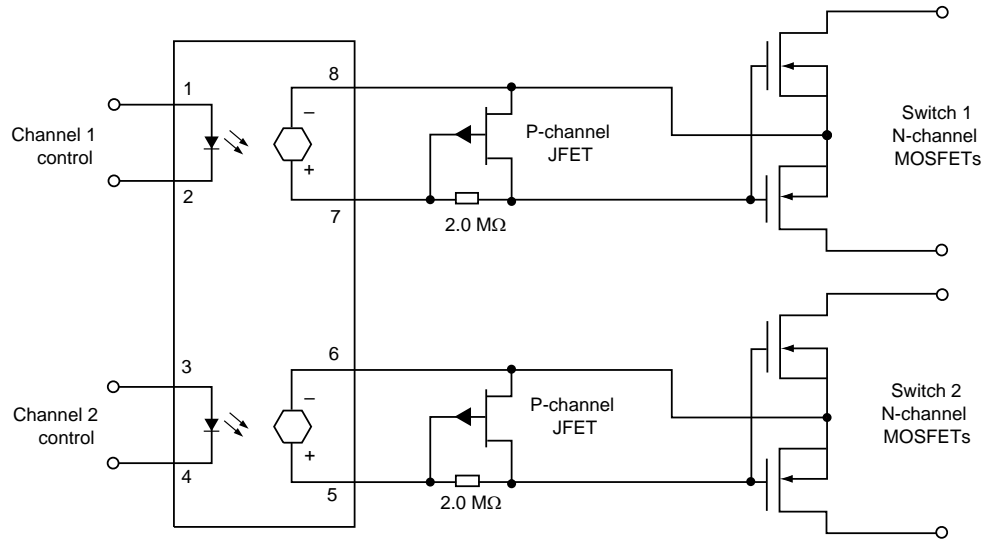 1
8
Channel 1
control
–
P-channel
JFET
Switch 1
N-channel
MOSFETs
+
2
7
2.0 MΩ
3
6
Channel 2
control
–
P-channel
JFET
Switch 2
N-channel
MOSFETs
+
4
5
2.0 MΩ